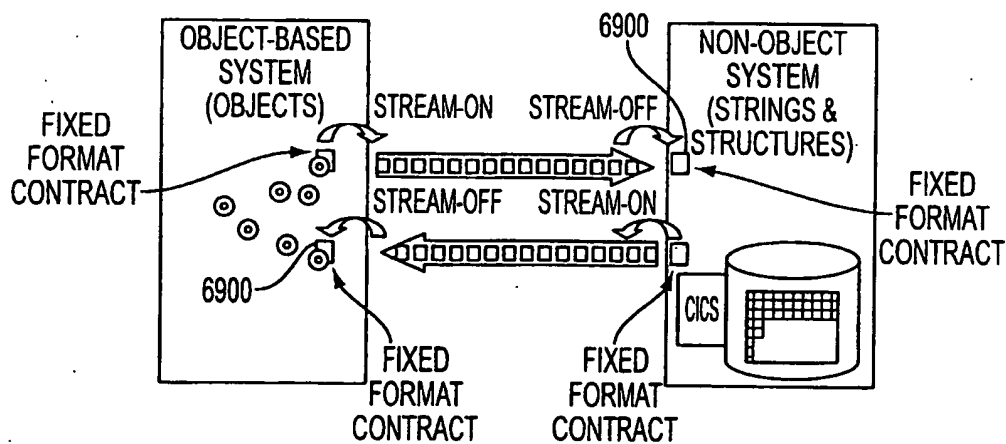 6900
OBJECT-BASED
SYSTEM
(OBJECTS)
NON-OBJECT
SYSTEM
(STRINGS &
STRUCTURES)
STREAM-ON
STREAM-OFF
FIXED
FORMAT
CONTRACT
FIXED
FORMAT
CONTRACT
STREAM-OFF
STREAM-ON
6900
CICS
FIXED
FORMAT
CONTRACT
FIXED
FORMAT
CONTRACT